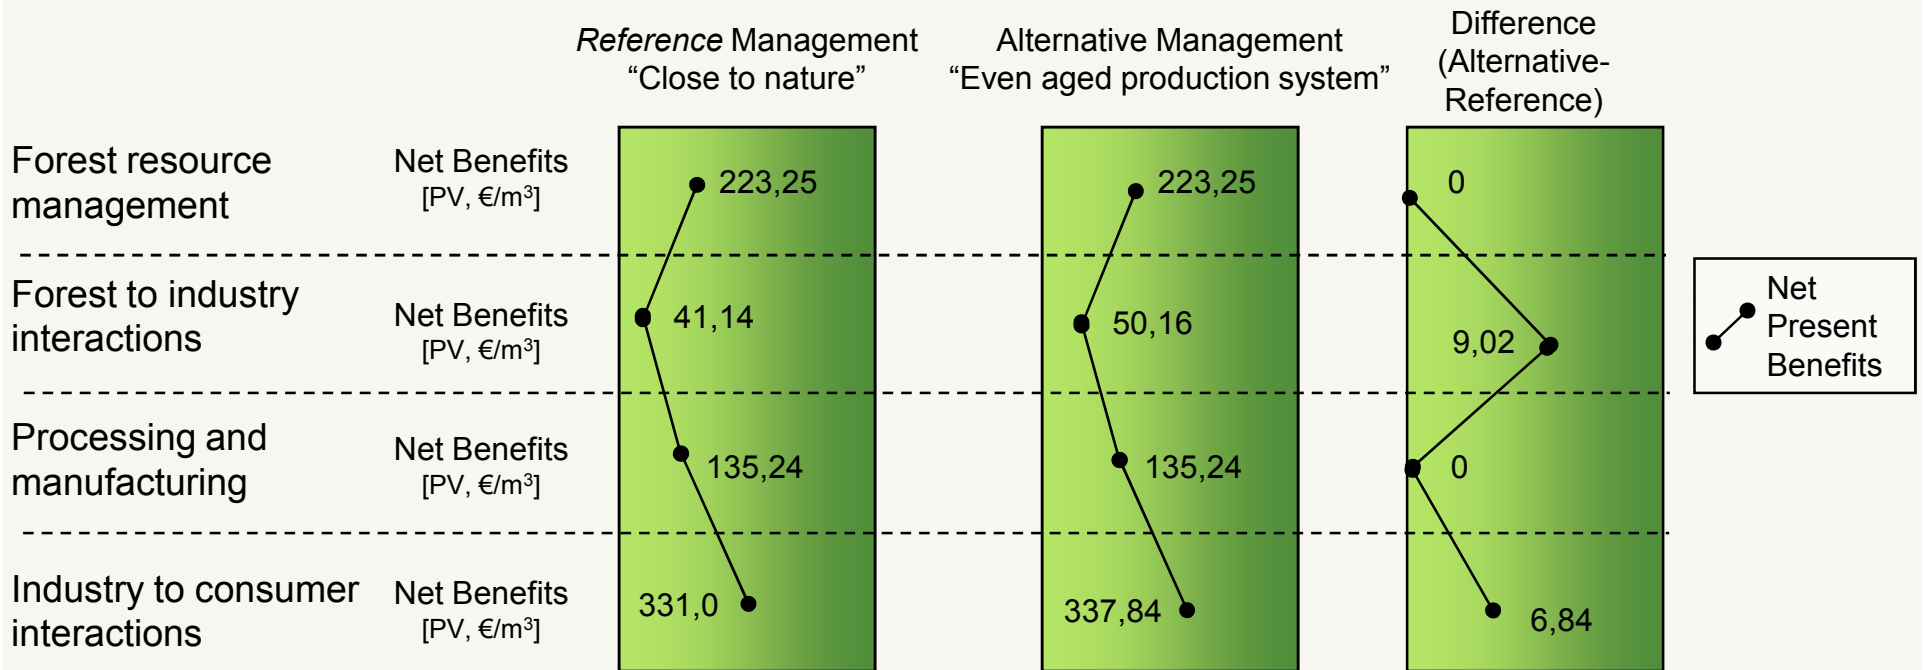 Reference Management
“Close to nature”
Alternative Management
“Even aged production system”
Difference
(Alternative-
Reference)
Forest resource
management
Net Benefits
[PV, €/m³]
223,25
223,25
0
Forest to industry
interactions
Net Benefits
[PV, €/m³]
41,14
50,16
9,02
Net
Present
Benefits
Processing and
manufacturing
Net Benefits
[PV, €/m³]
135,24
135,24
0
Industry to consumer
interactions
Net Benefits
[PV, €/m³]
331,0
337,84
6,84